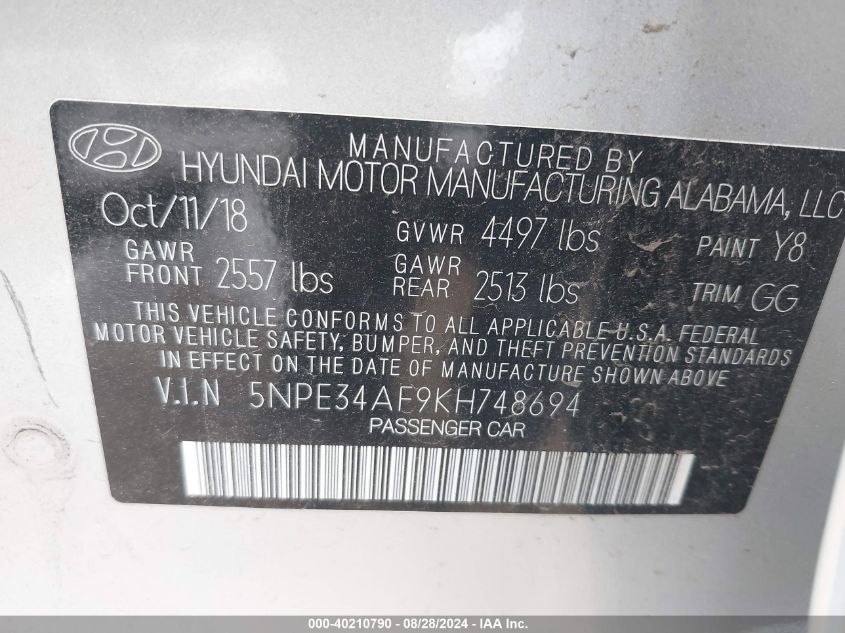 MANUFACTURED BY
HYUNDAI MOTOR MANUFACTURING ALABAMA, LLC
Oct/11/18 GVWR 4497 lbs PAINT Y8
GAWR FRONT 2557 lbs GAWR REAR 2513 lbs TRIM GG
THIS VEHICLE CONFORMS TO ALL APPLICABLE U.S.A. FEDERAL
MOTOR VEHICLE SAFETY, BUMPER, AND THEFT PREVENTION STANDARDS
IN EFFECT ON THE DATE OF MANUFACTURE SHOWN ABOVE
V.I.N 5NPE34AF9KH748694
PASSENGER CAR
000-40210790 - 08/28/2024 - IAA Inc.